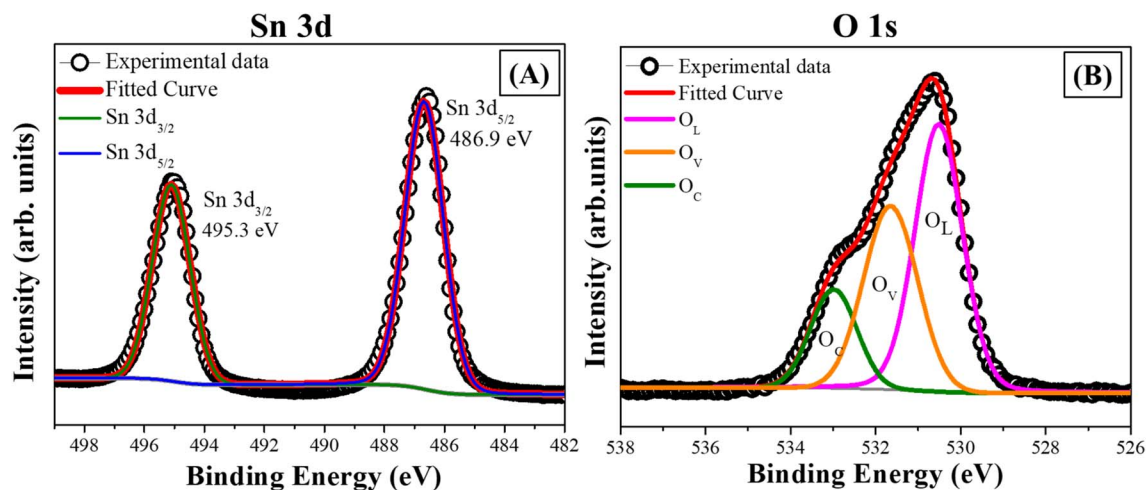 Sn 3d
Experimental data
Fitted Curve
Sn 3d3/2
Sn 3d5/2
(A)
Sn 3d5/2
486.9 eV
Sn 3d3/2
495.3 eV
Intensity (arb. units)
498 496 494 492 490 488 486 484 482
Binding Energy (eV)
O 1s
Experimental data
Fitted Curve
OL
OV
OC
(B)
OL
OV
OC
Intensity (arb.units)
538 536 534 532 530 528 526
Binding Energy (eV)